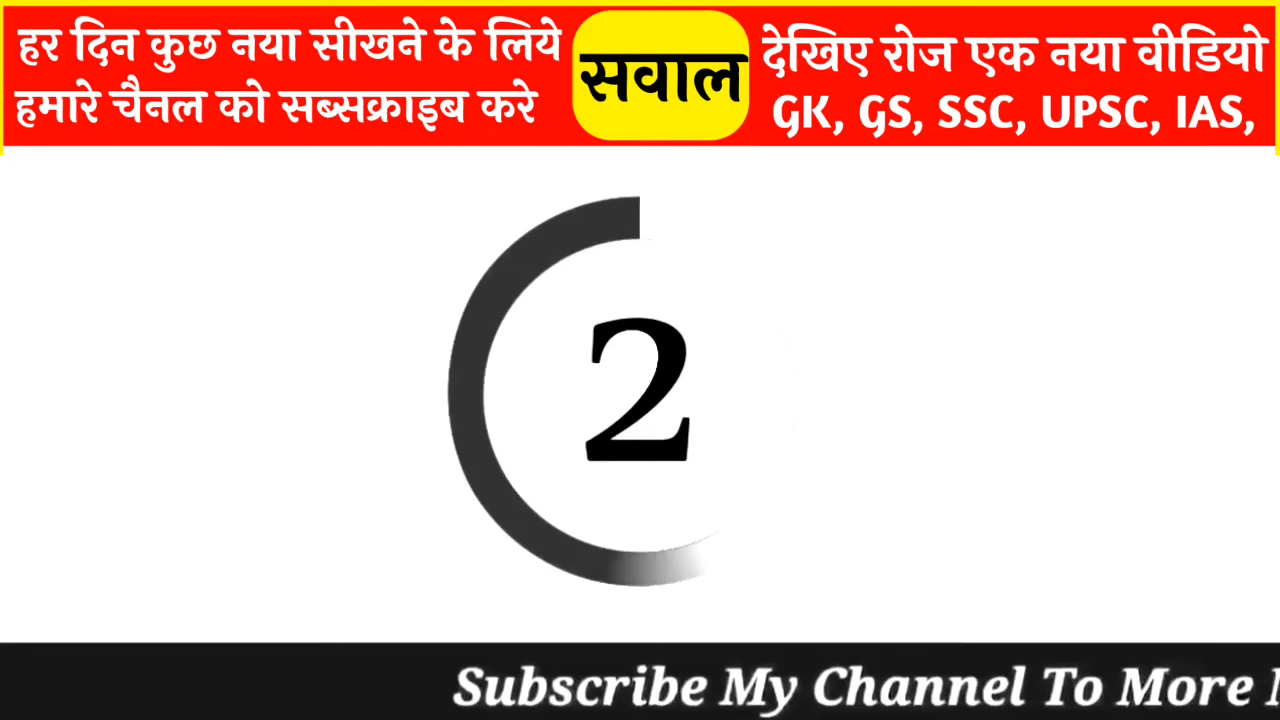 हर दिन कुछ नया सीखने के लिये
हमारे चैनल को सब्सक्राइब करे
सवाल
देखिए रोज एक नया वीडियो
GK, GS, SSC, UPSC, IAS,
2
Subscribe My Channel To More